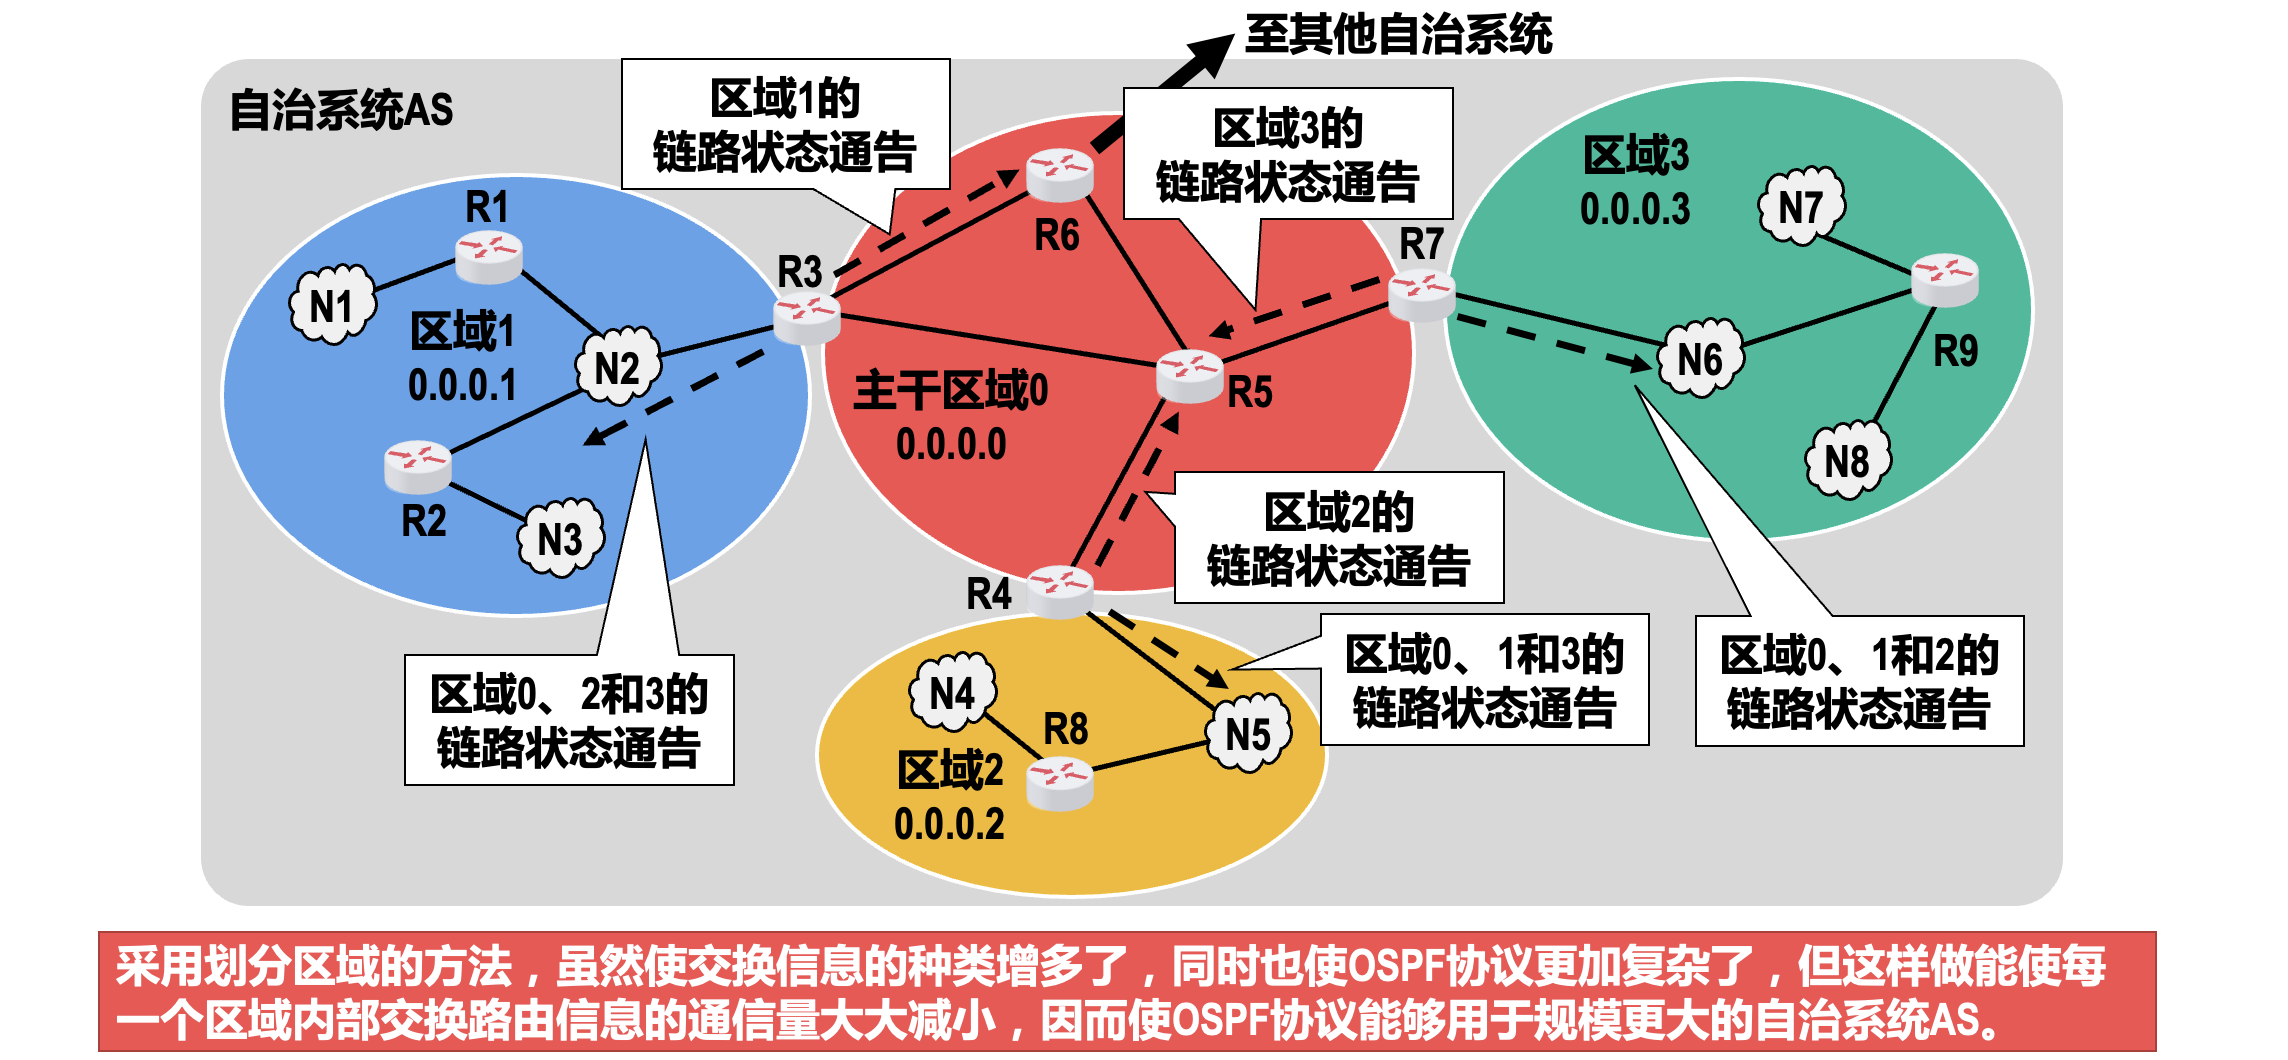 至其他自治系统
自治系统AS
区域1的
链路状态通告
区域3的
链路状态通告
区域3
0.0.0.3
R1
N1
区域1
0.0.0.1
N2
R2
N3
R3
R6
R7
N7
R9
N6
N8
主干区域0
0.0.0.0
R5
区域2的
链路状态通告
R4
区域0、1和3的
链路状态通告
区域0、1和2的
链路状态通告
区域0、2和3的
链路状态通告
N4
R8
N5
区域2
0.0.0.2
采用划分区域的方法，虽然使交换信息的种类增多了，同时也使OSPF协议更加复杂了，但这样做能使每
一个区域内部交换路由信息的通信量大大减小，因而使OSPF协议能够用于规模更大的自治系统AS。